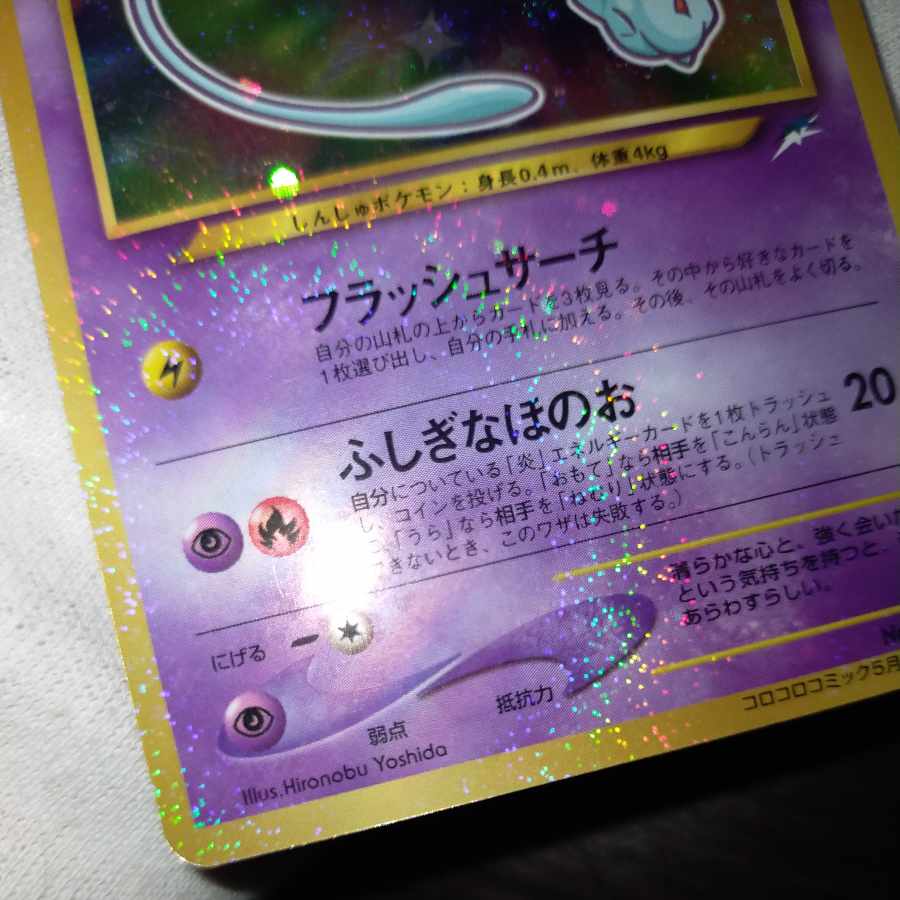 しんしゅポケモン：身長0.4m、体重4kg
フラッシュサーチ
自分の山札の上からカードを3枚見る。その中から好きなカードを
1枚選び出し、自分の手札に加える。その後、その山札をよく切る。
ふしぎなほのお 20
自分についている「炎」エネルギーカードを1枚トラッシュ
し、コインを投げる。「おもて」なら相手を「こんらん」状態
「うら」なら相手を「ねむり」状態にする。（トラッシュ
できないとき、このワザは失敗する。）
清らかな心と、強く会いた
という気持ちを持つと、
あらわすらしい。
にげる
弱点
抵抗力
コロコロコミック5月
Illus.Hironobu Yoshida